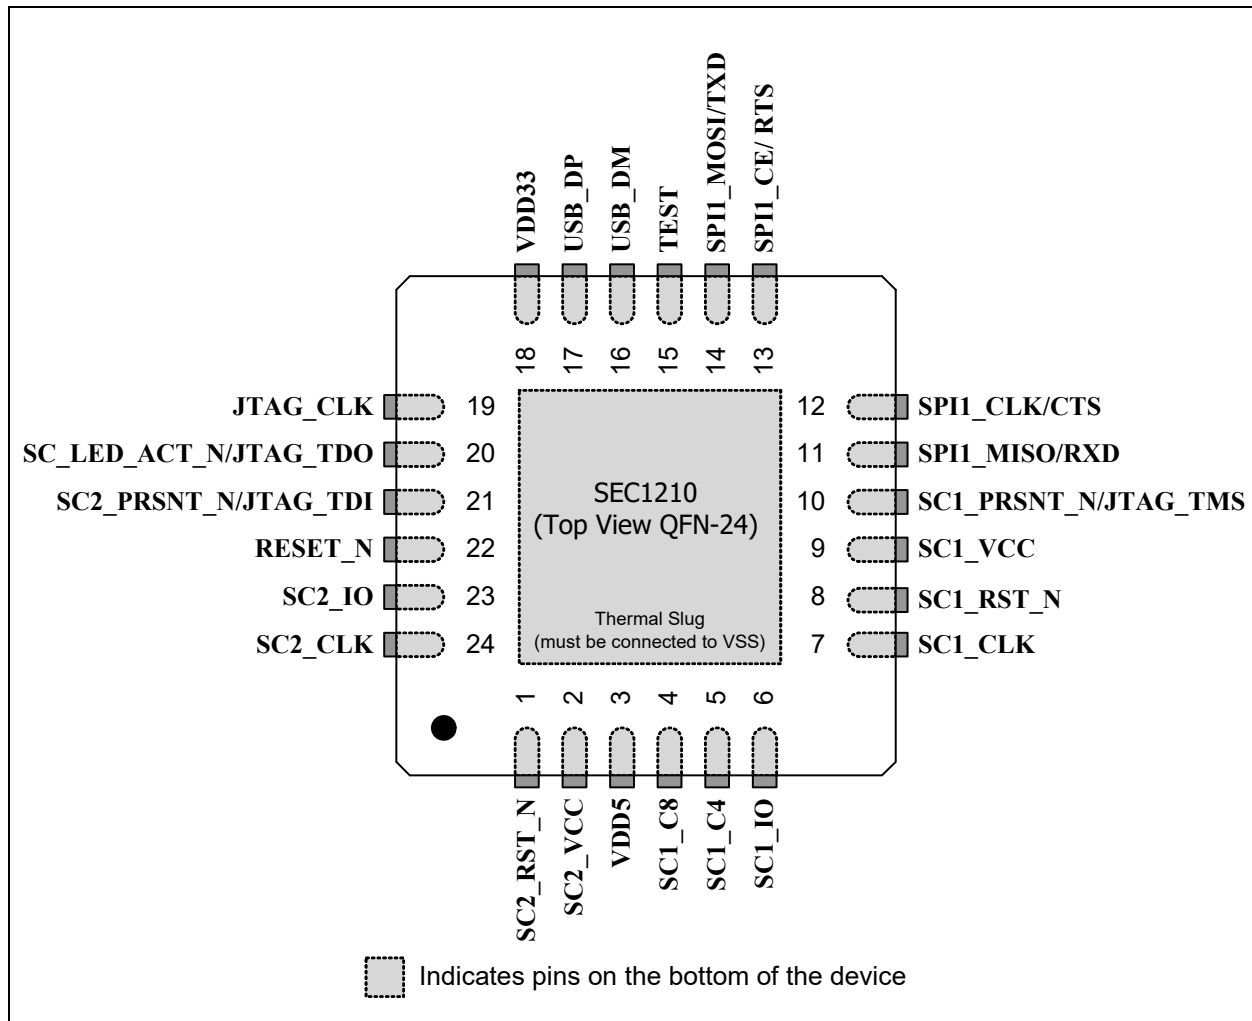 VDD33
USB_DP
USB_DM
TEST
SPI1_MOSI/TXD
SPI1_CE/ RTS
18
17
16
15
14
13
JTAG_CLK
19
SC_LED_ACT_N/JTAG_TDO
20
SC2_PRSNT_N/JTAG_TDI
21
RESET_N
22
SC2_IO
23
SC2_CLK
24
SEC1210
(Top View QFN-24)
Thermal Slug
(must be connected to VSS)
12
SPI1_CLK/CTS
11
SPI1_MISO/RXD
10
SC1_PRSNT_N/JTAG_TMS
9
SC1_VCC
8
SC1_RST_N
7
SC1_CLK
1
2
3
4
5
6
SC2_RST_N
SC2_VCC
VDD5
SC1_C8
SC1_C4
SC1_IO
Indicates pins on the bottom of the device